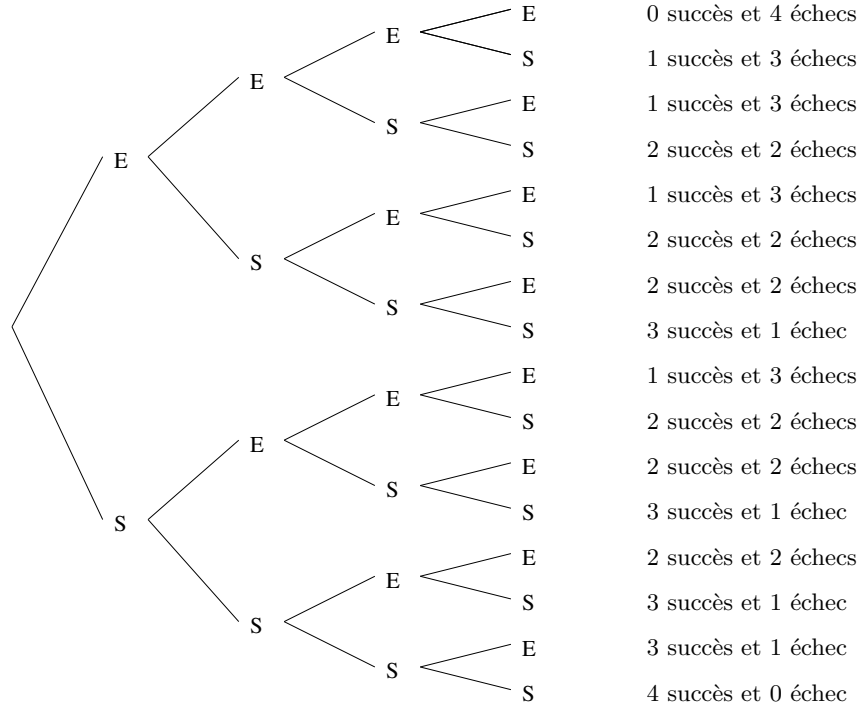 E 0 succès et 4 échecs
E
S 1 succès et 3 échecs
E
E 1 succès et 3 échecs
S
S 2 succès et 2 échecs
E
E 1 succès et 3 échecs
E
S 2 succès et 2 échecs
S
E 2 succès et 2 échecs
S
S 3 succès et 1 échec
E 1 succès et 3 échecs
E
S 2 succès et 2 échecs
E
E 2 succès et 2 échecs
S
S 3 succès et 1 échec
S
E 2 succès et 2 échecs
E
S 3 succès et 1 échec
S
E 3 succès et 1 échec
S
S 4 succès et 0 échec